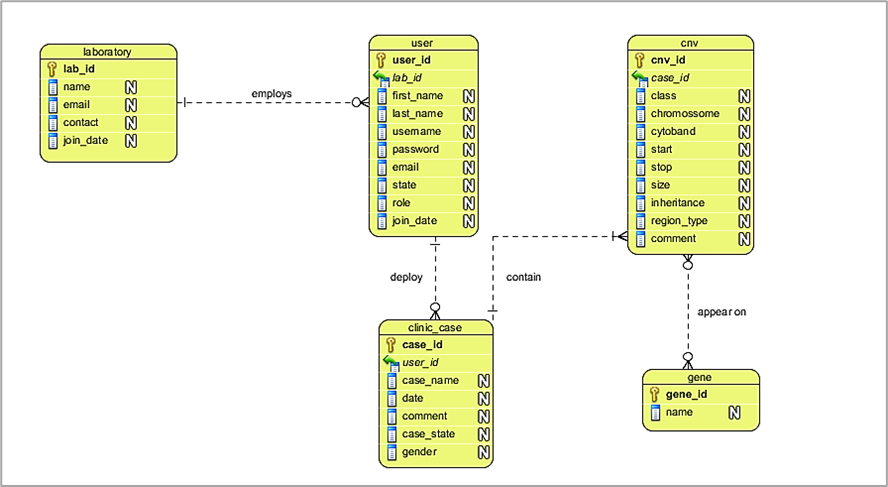 laboratory
lab_id
name N
email N
contact N
join_date N
employs
user
user_id
lab_id
first_name N
last_name N
username N
password N
email N
state N
role N
join_date N
cnv
cnv_id
case_id
class N
chromossome N
cytoband N
start N
stop N
size N
inheritance N
region_type N
comment N
deploy
contain
clinic_case
case_id
user_id
case_name N
date N
comment N
case_state N
gender N
appear on
gene
gene_id
name N